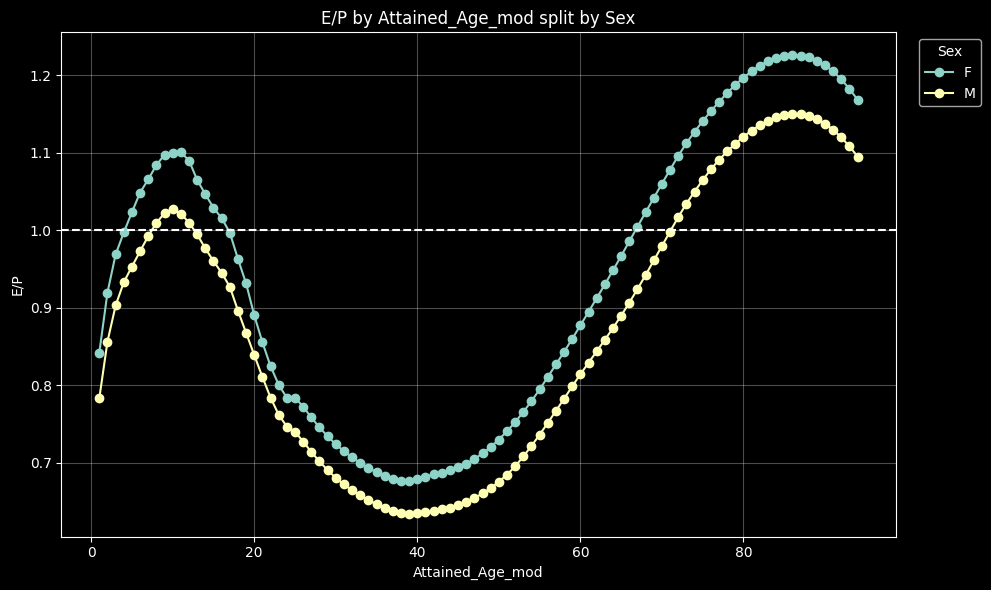 E/P by Attained_Age_mod split by Sex
Sex
F
M
1.2
1.1
1.0
0.9
0.8
0.7
E/P
0 20 40 60 80
Attained_Age_mod